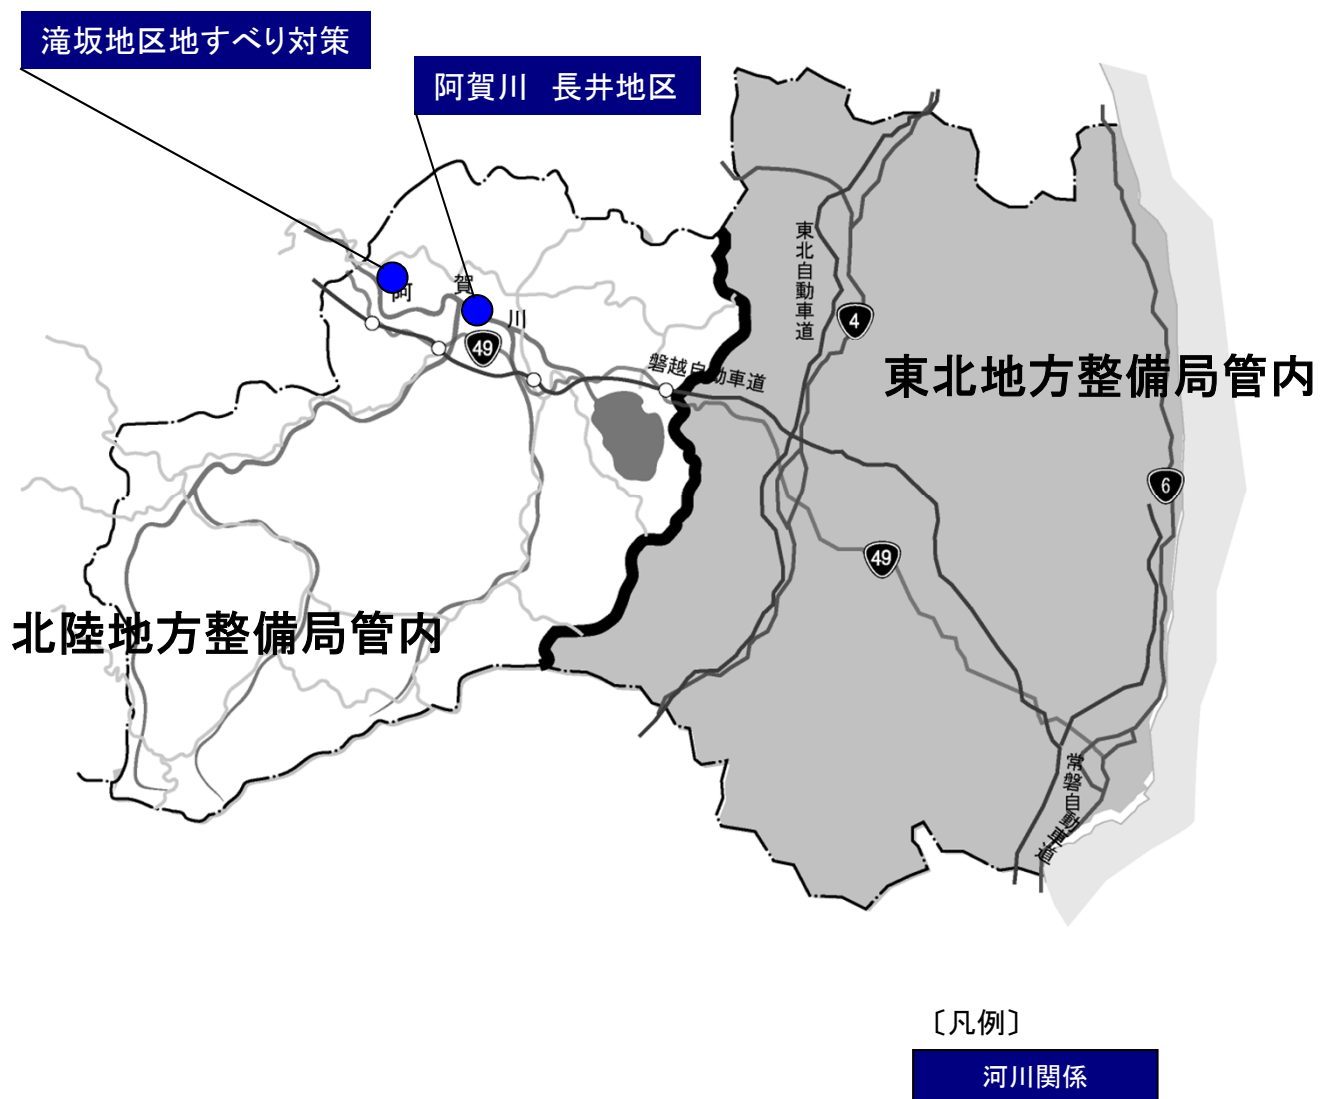 滝坂地区地すべり対策
阿賀川　長井地区
東北自動車道
阿
賀
川
49
4
磐越自動車道
東北地方整備局管内
6
49
北陸地方整備局管内
常磐自動車道
〔凡例〕
河川関係